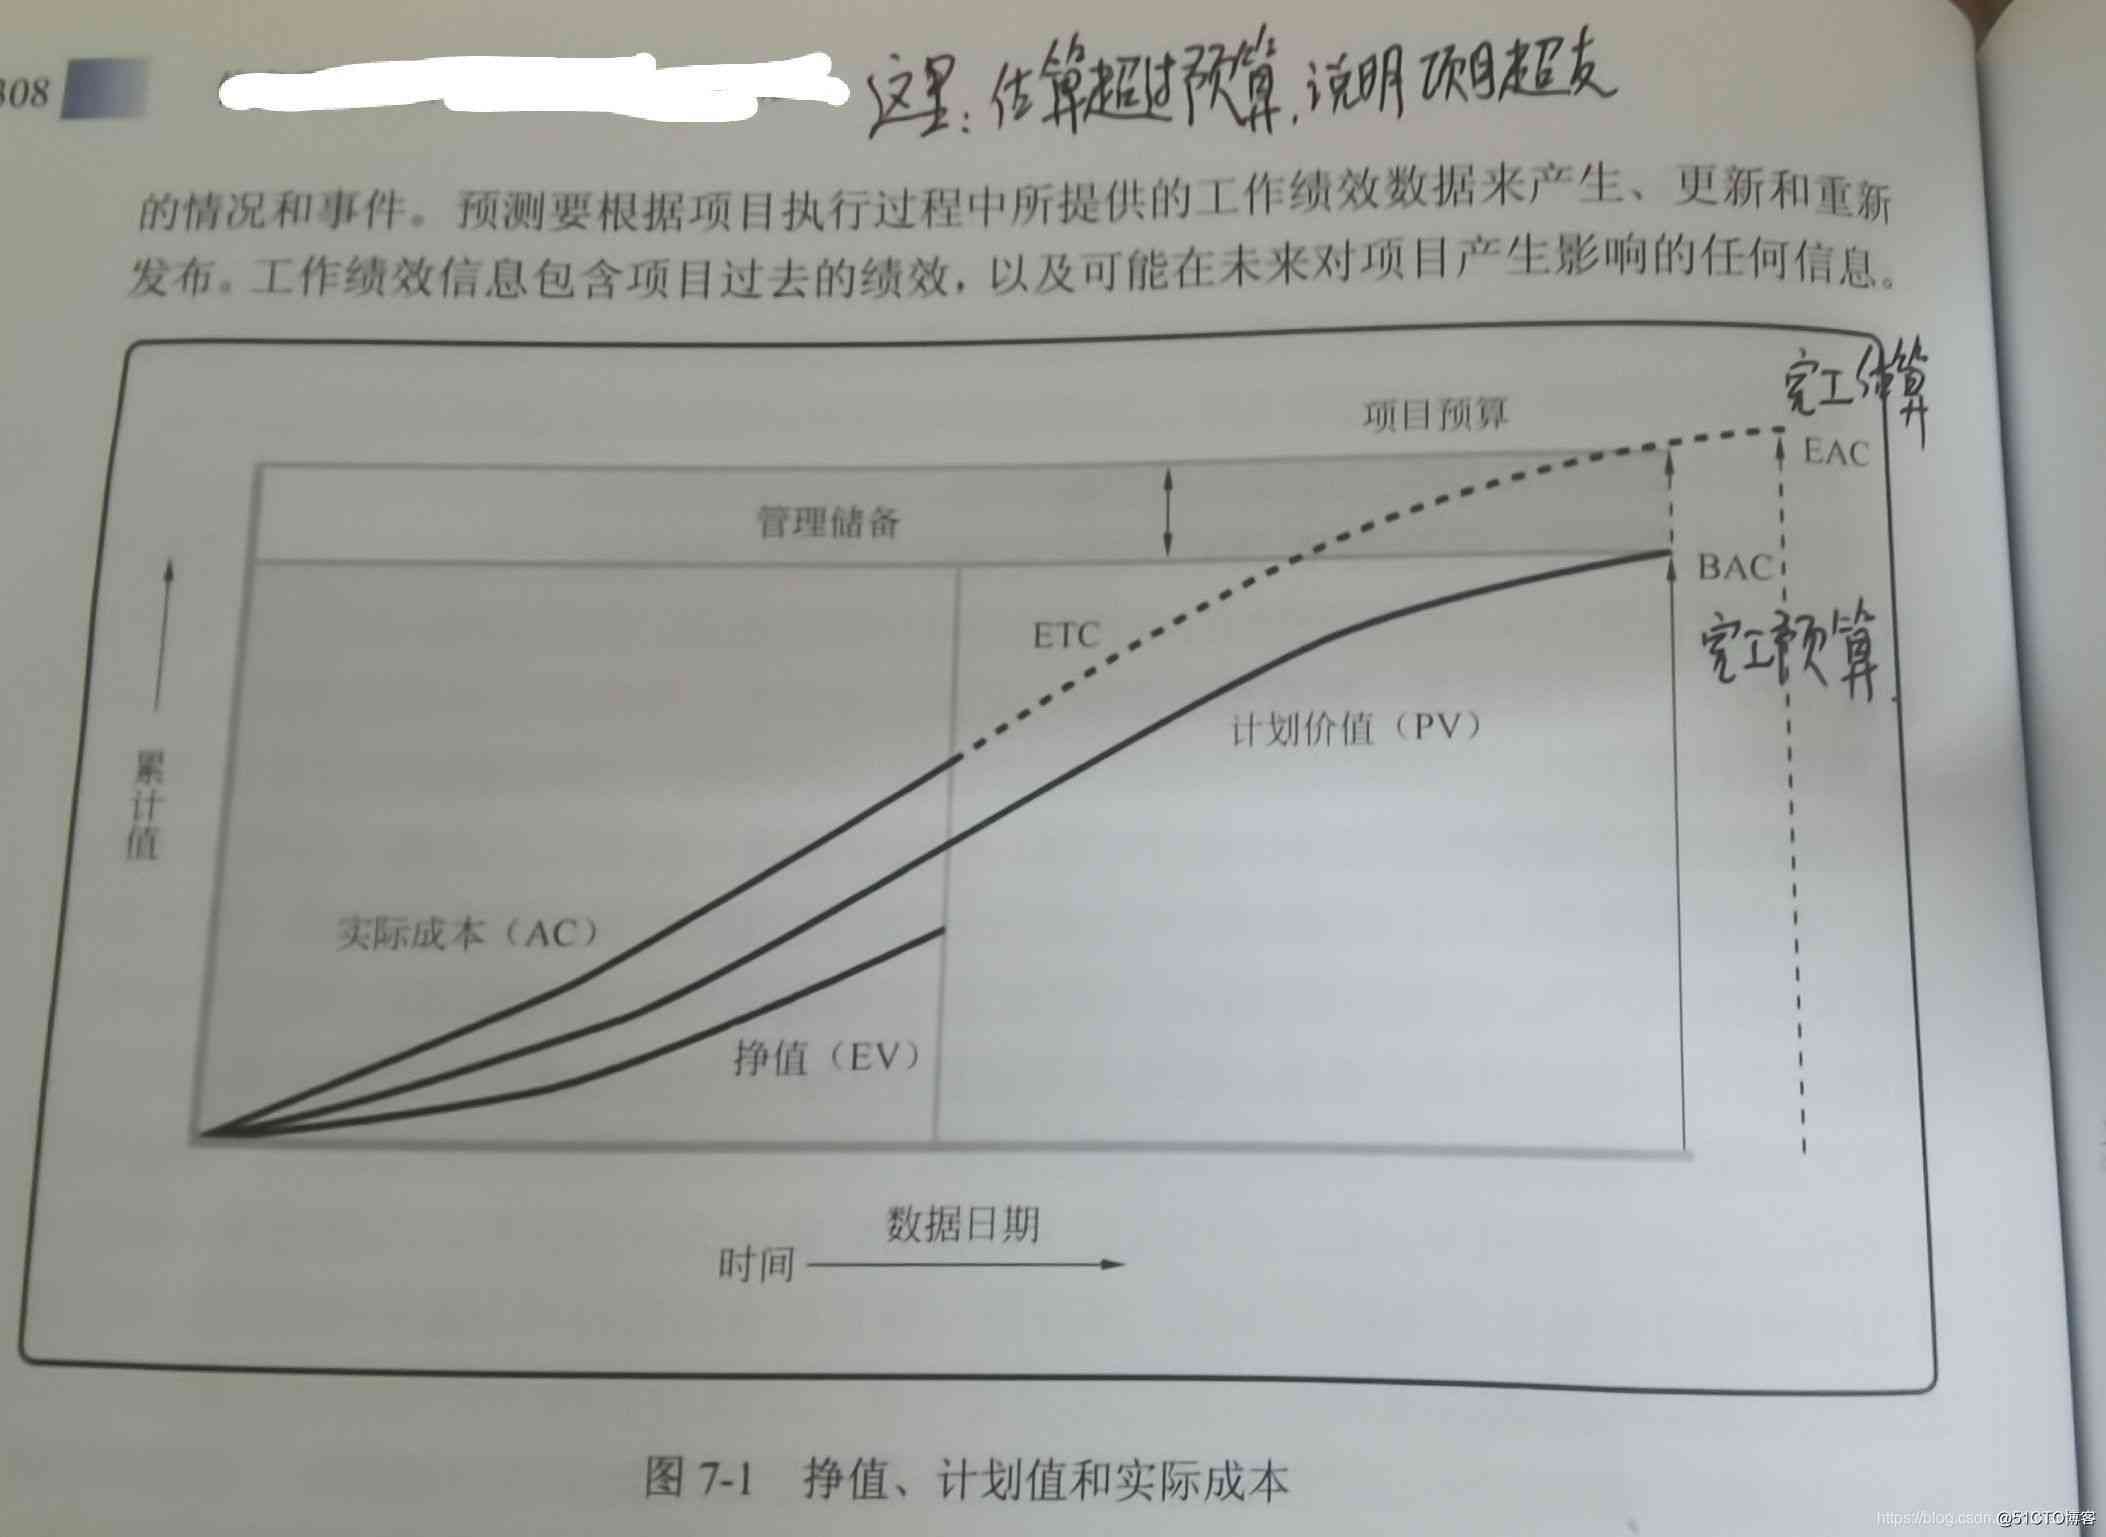 308
这里：估算超过预算，说明项目超支
的情况和事件。预测要根据项目执行过程中所提供的工作绩效数据来产生、更新和重新
发布。工作绩效信息包含项目过去的绩效，以及可能在未来对项目产生影响的任何信息。
完工估算
项目预算
EAC
管理储备
BAC
完工预算
ETC
计划价值（PV）
累计值
实际成本（AC）
挣值（EV）
数据日期
时间
图 7-1 挣值、计划值和实际成本
https://blog.csdn.
@51CTO博客